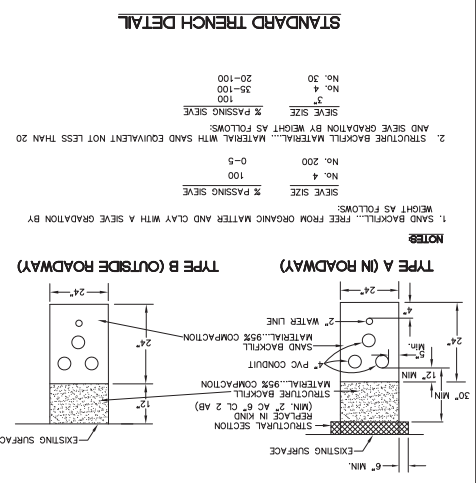 EXISTING SURFACE
6" MIN.
STRUCTURAL SECTION
REPLACE IN KIND
(MIN. 2" AC 6" CL 2 AB)
STRUCTURE BACKFILL
MATERIAL...95% COMPACTION
30" MIN
12" MIN
4" PVC CONDUIT
5" Min.
24"
SAND BACKFILL
MATERIAL...95% COMPACTION
2" WATER LINE
4"
24"
TYPE A (IN ROADWAY)
EXISTING SURFACE
12"
24"
24"
TYPE B (OUTSIDE ROADWAY)
NOTES:
1. SAND BACKFILL... FREE FROM ORGANIC MATTER AND CLAY WITH A SIEVE GRADATION BY
WEIGHT AS FOLLOWS:
SIEVE SIZE % PASSING SIEVE
No. 4 100
No. 200 0-5
2. STRUCTURE BACKFILL MATERIAL.... MATERIAL WITH SAND EQUIVALENT NOT LESS THAN 20
AND SIEVE GRADATION BY WEIGHT AS FOLLOWS:
SIEVE SIZE % PASSING SIEVE
3" 100
No. 4 35-100
No. 30 20-100
STANDARD TRENCH DETAIL